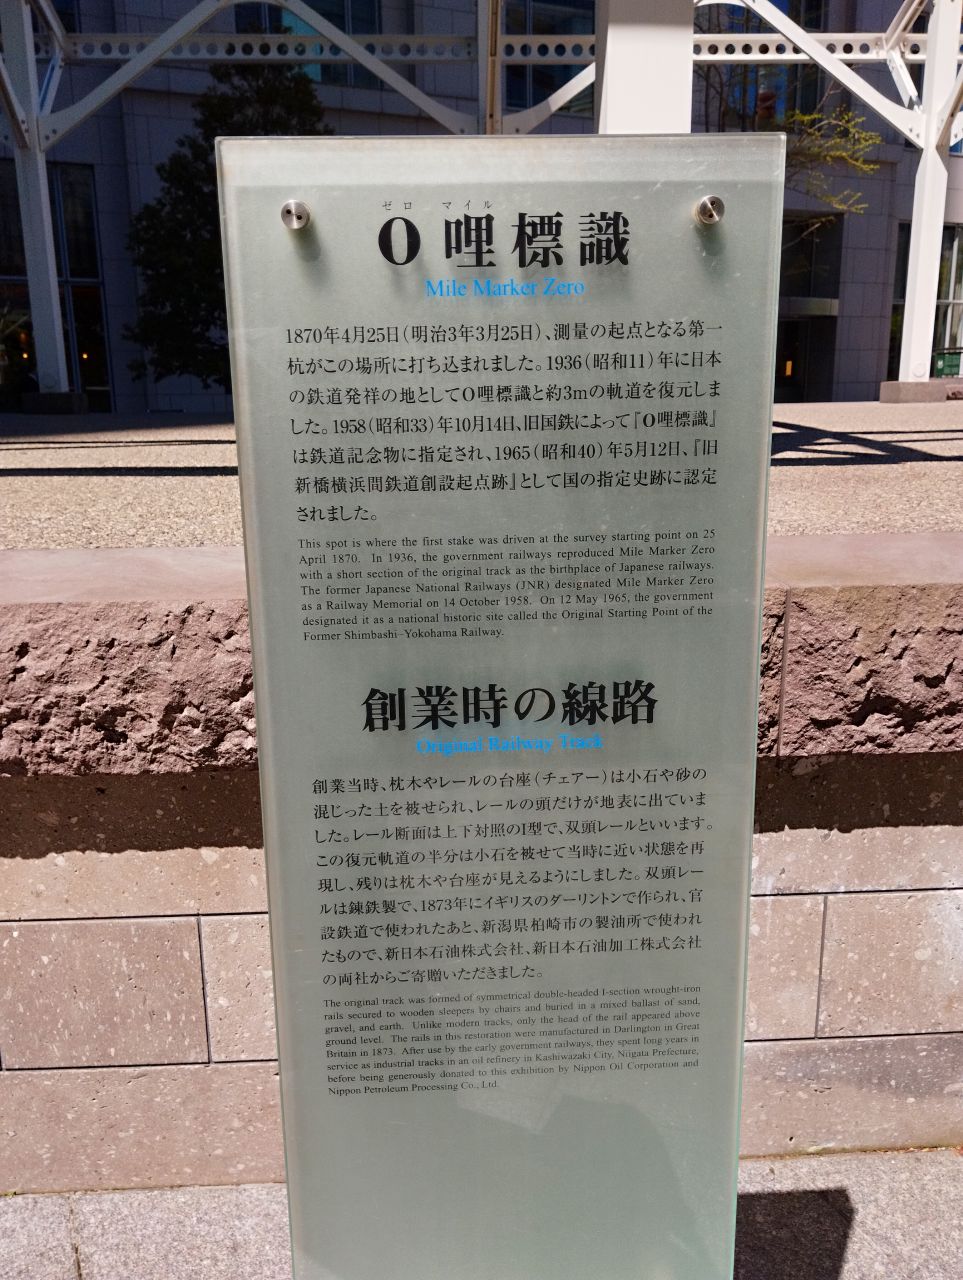 ゼロ マイル
0哩標識
Mile Marker Zero
1870年4月25日(明治3年3月25日)、測量の起点となる第一
杭がこの場所に打ち込まれました。1936(昭和11)年に日本
の鉄道発祥の地として0哩標識と約3mの軌道を復元しま
した。1958(昭和33)年10月14日、旧国鉄によって『0哩標識』
は鉄道記念物に指定され、1965(昭和40)年5月12日、『旧
新橋横浜間鉄道創設起点跡』として国の指定史跡に認定
されました。
This spot is where the first stake was driven at the survey starting point on 25
April 1870. In 1936, the government railways reproduced Mile Marker Zero
with a short section of the original track as the birthplace of Japanese railways.
The former Japanese National Railways (JNR) designated Mile Marker Zero
as a Railway Memorial on 14 October 1958. On 12 May 1965, the government
designated it as a national historic site called the Original Starting Point of the
Former Shimbashi–Yokohama Railway.
創業時の線路
Original Railway Track
創業当時、枕木やレールの台座(チェアー)は小石や砂の
混じった土を被せられ、レールの頭だけが地表に出ていま
した。レール断面は上下対照のI型で、双頭レールといいます。
この復元軌道の半分は小石を被せて当時に近い状態を再
現し、残りは枕木や台座が見えるようにしました。双頭レー
ルは錬鉄製で、1873年にイギリスのダーリントンで作られ、官
設鉄道で使われたあと、新潟県柏崎市の製油所で使われ
たもので、新日本石油株式会社、新日本石油加工株式会社
の両社からご寄贈いただきました。
The original track was formed of symmetrical double-headed I-section wrought-iron
rails secured to wooden sleepers by chairs and buried in a mixed ballast of sand,
gravel, and earth. Unlike modern tracks, only the head of the rail appeared above
ground level. The rails in this restoration were manufactured in Darlington in Great
Britain in 1873. After use by the early government railways, they spent long years in
service as industrial tracks in an oil refinery in Kashiwazaki City, Niigata Prefecture,
before being generously donated to this exhibition by Nippon Oil Corporation and
Nippon Petroleum Processing Co., Ltd.